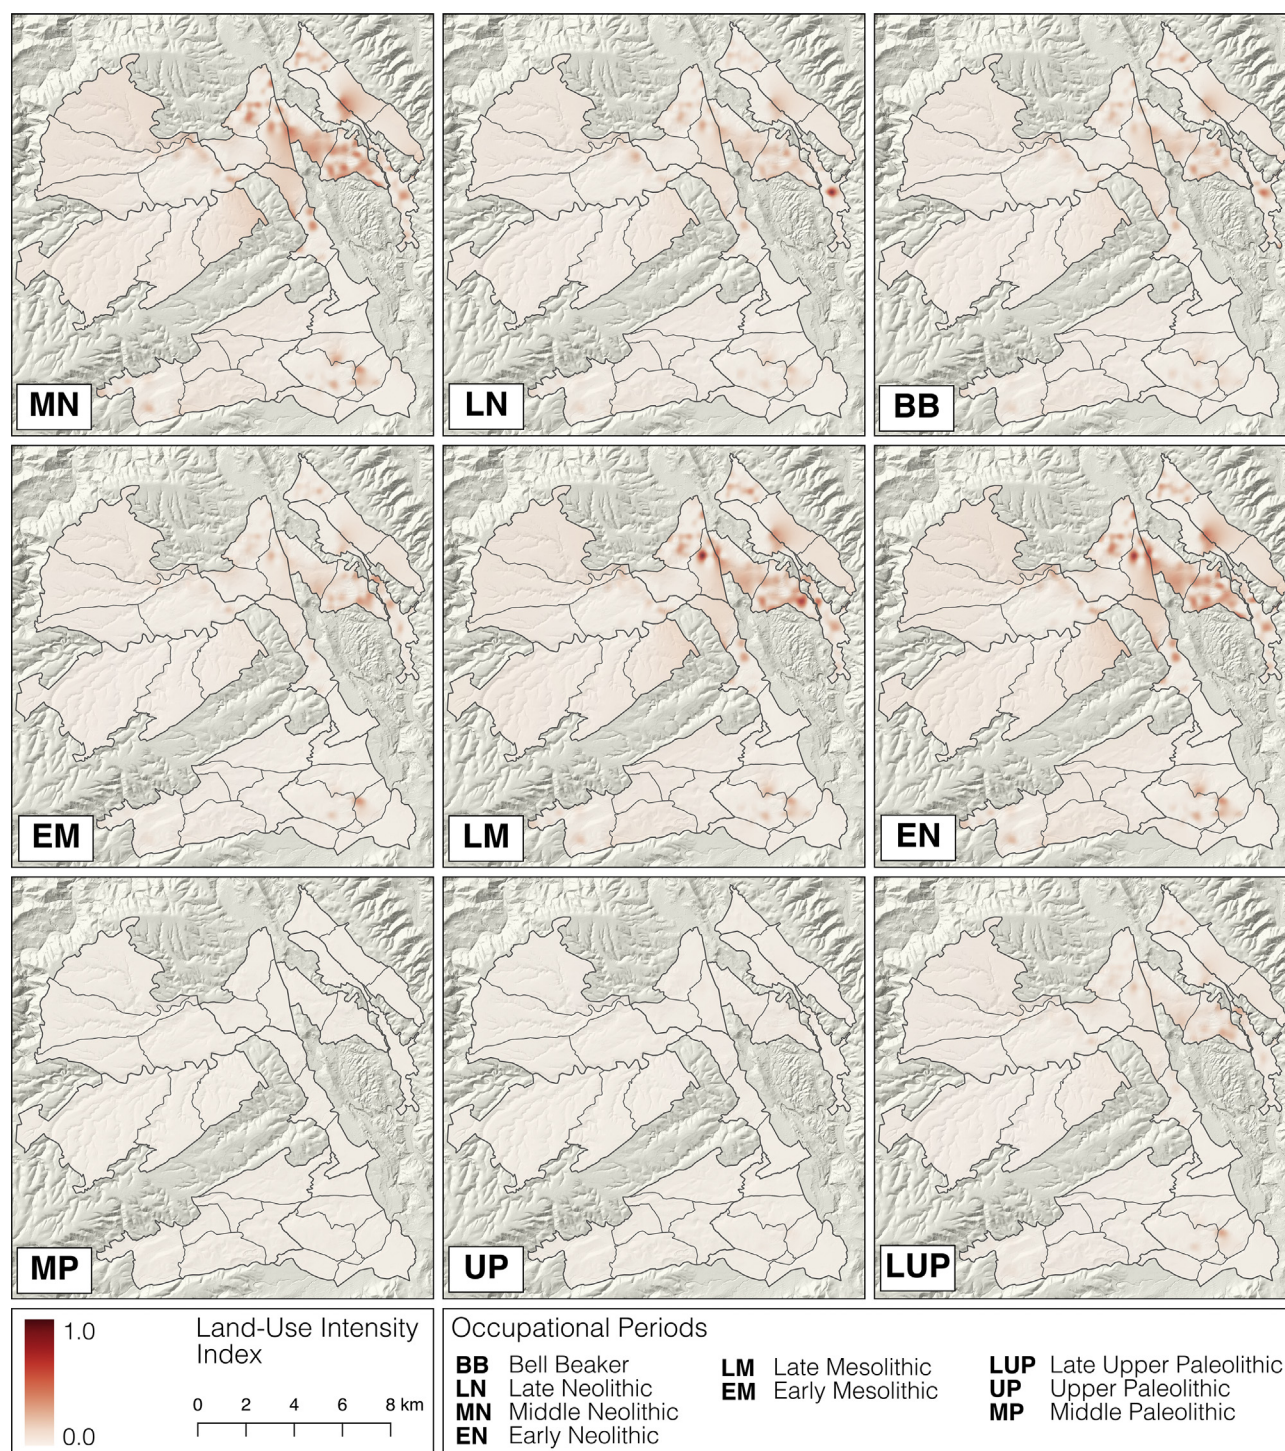 MN
LN
BB
EM
LM
EN
MP
UP
LUP
1.0
0.0
Land-Use Intensity
Index
0 2 4 6 8 km
Occupational Periods
BB Bell Beaker
LN Late Neolithic
MN Middle Neolithic
EN Early Neolithic
LM Late Mesolithic
EM Early Mesolithic
LUP Late Upper Paleolithic
UP Upper Paleolithic
MP Middle Paleolithic